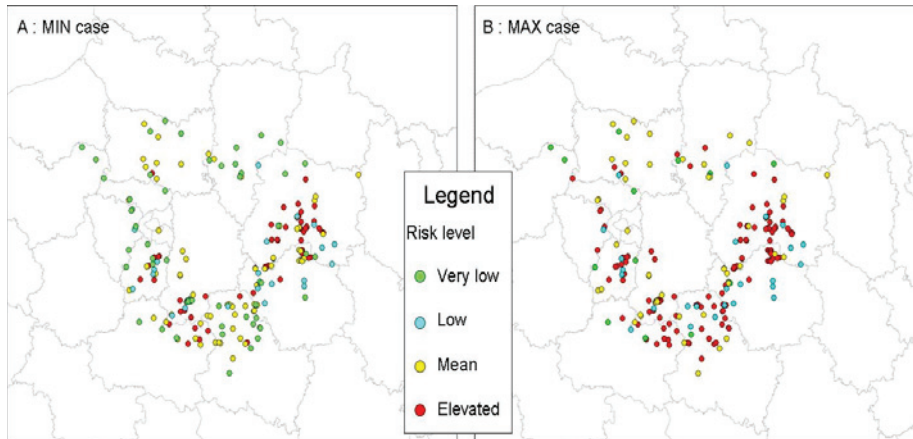 A : MIN case
B : MAX case
Legend
Risk level
Very low
Low
Mean
Elevated